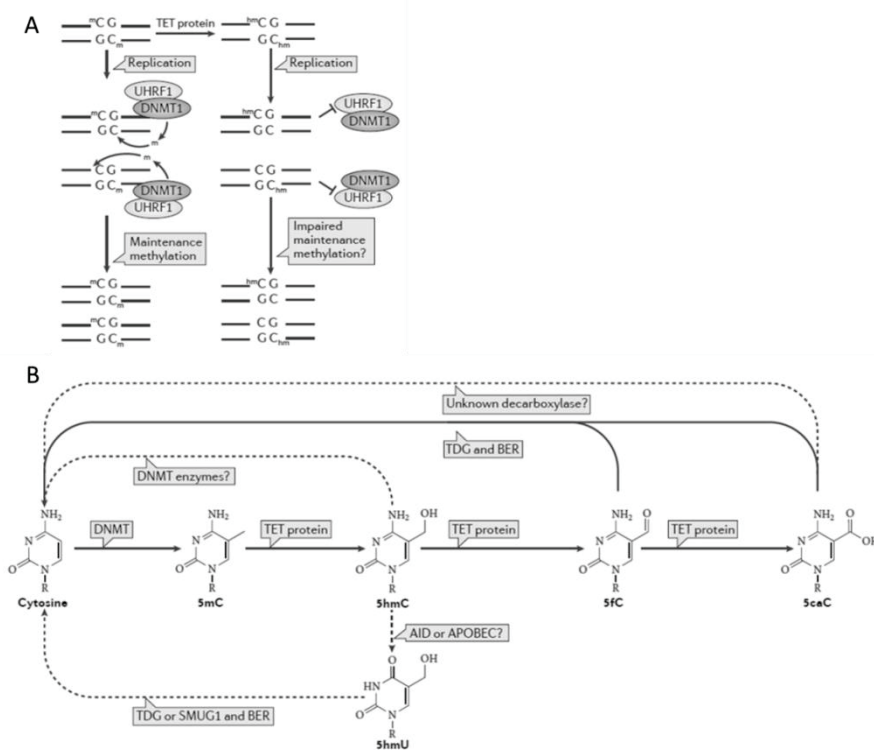 A
mC G TET protein hmC G
G Cm G Chm
Replication Replication
UHRF1 UHRF1
DNMT1 DNMT1
mC G hmC G
G C G C
m
m
C G C G
G Cm G Chm
DNMT1 DNMT1
UHRF1 UHRF1
Maintenance
methylation
Impaired
maintenance
methylation?
mC G hmC G
G Cm G C
mC G C G
G Cm G Chm
B
Unknown decarboxylase?
TDG and BER
DNMT enzymes?
NH2 NH2 NH2 OH NH2 O NH2 O
DNMT TET protein TET protein TET protein
N N N N N OH
O N O N O N O N O N
R R R R R
Cytosine 5mC 5hmC 5fC 5caC
AID or APOBEC?
O OH
HN
O N
R
TDG or SMUG1 and BER
5hmU